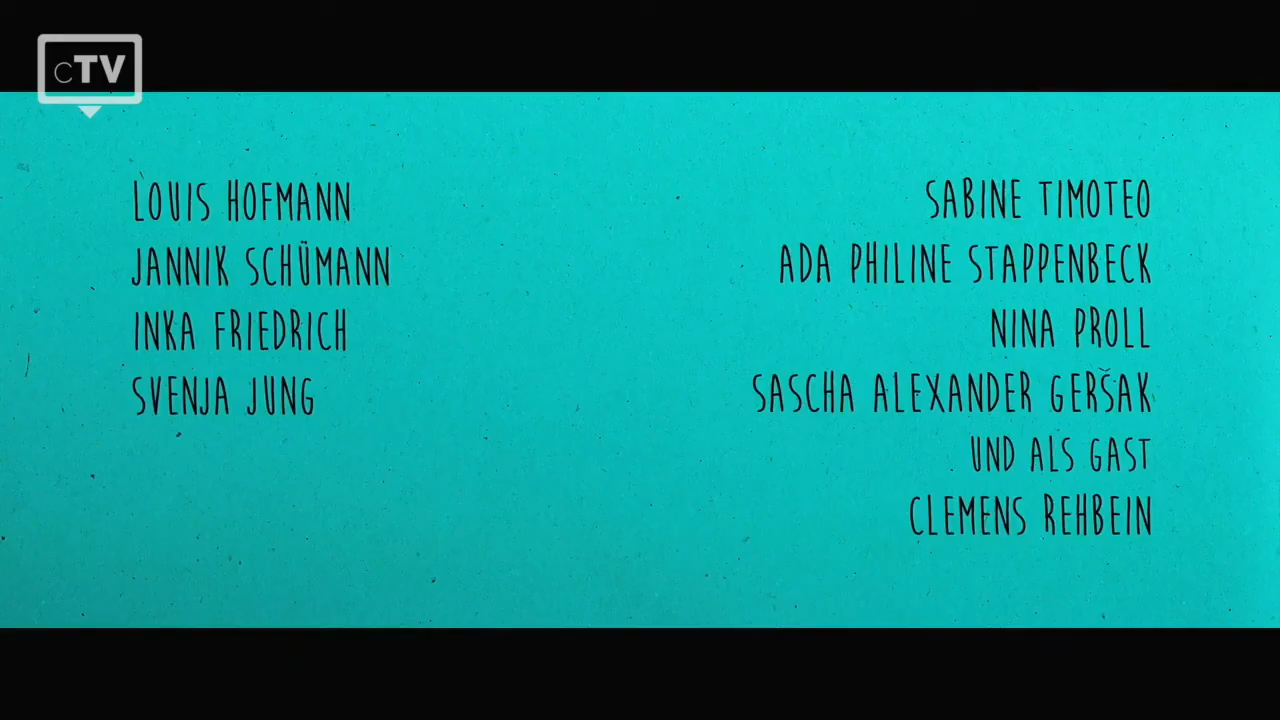 cTV
LOUIS HOFMANN
JANNIK SCHÜMANN
INKA FRIEDRICH
SVENJA JUNG
SABINE TIMOTEO
ADA PHILINE STAPPENBECK
NINA PROLL
SASCHA ALEXANDER GERŠAK
UND ALS GAST
CLEMENS REHBEIN